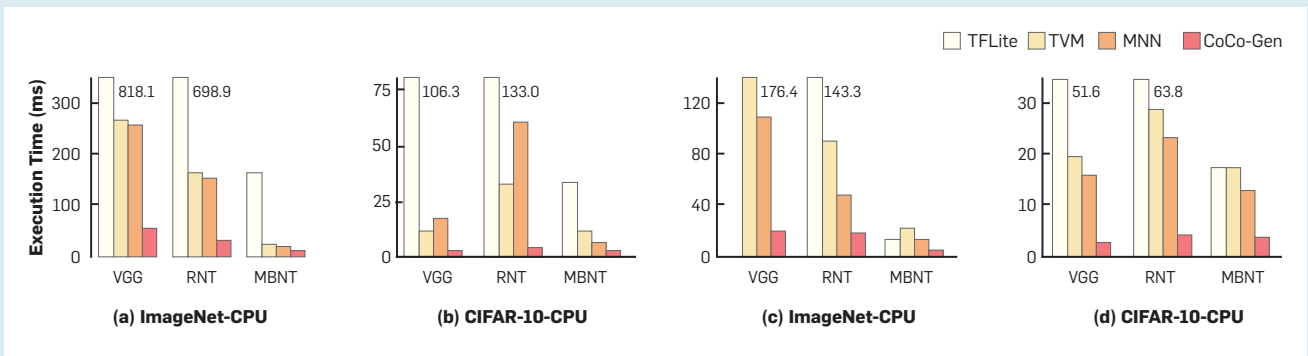 TFLite TVM MNN CoCo-Gen
Execution Time (ms)
300
200
100
0
818.1
698.9
VGG RNT MBNT
(a) ImageNet-CPU
75
50
25
0
106.3
133.0
VGG RNT MBNT
(b) CIFAR-10-CPU
120
80
40
0
176.4
143.3
VGG RNT MBNT
(c) ImageNet-CPU
30
20
10
0
51.6
63.8
VGG RNT MBNT
(d) CIFAR-10-CPU